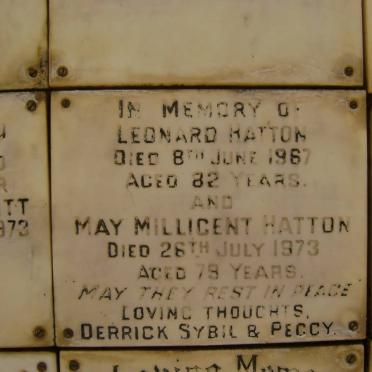 IN MEMORY OF
LEONARD HATTON
DIED 8TH JUNE 1967
AGED 82 YEARS.
AND
MAY MILLICENT HATTON
DIED 26TH JULY 1973
AGED 79 YEARS.
MAY THEY REST IN PEACE
LOVING THOUGHTS,
DERRICK SYBIL & PEGGY.